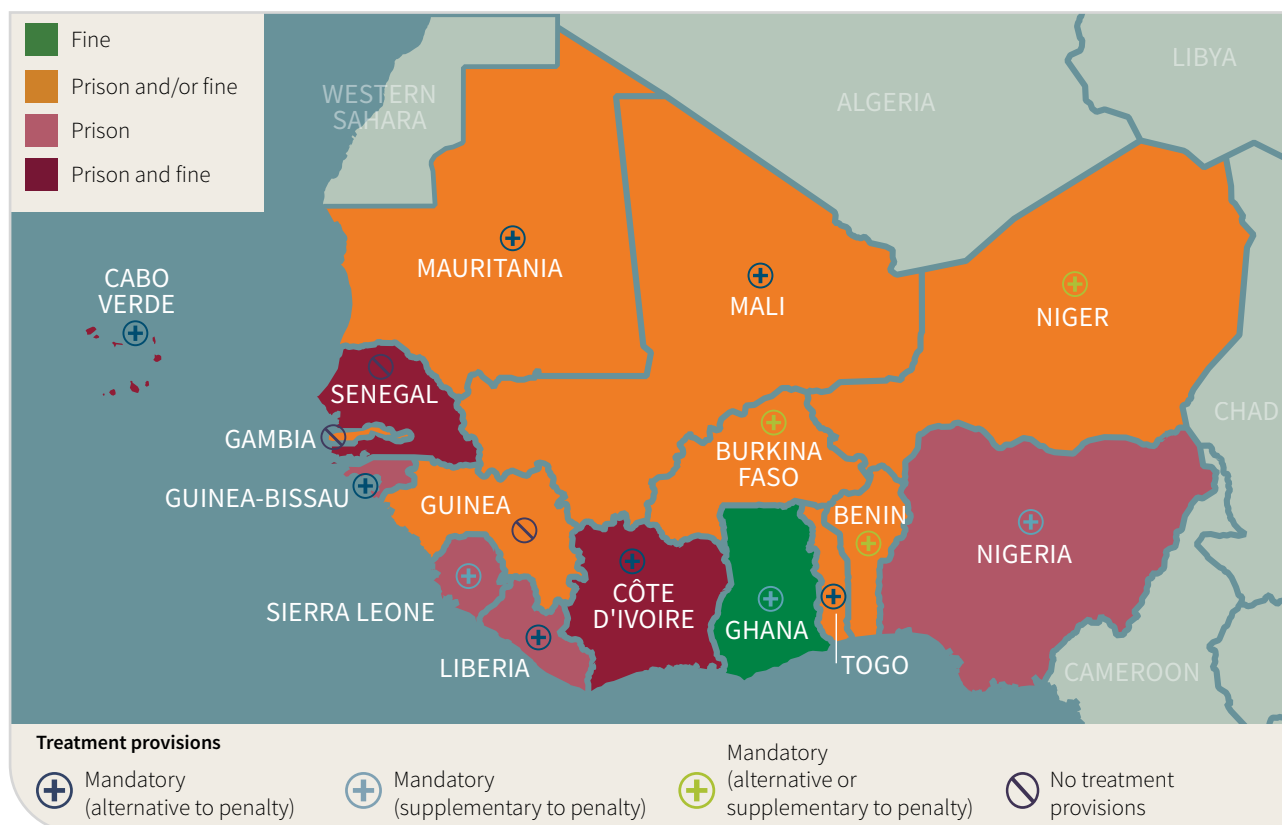 Fine
Prison and/or fine
Prison
Prison and fine
WESTERN
SAHARA
ALGERIA
LIBYA
CABO
VERDE
MAURITANIA
MALI
NIGER
CHAD
SENEGAL
GAMBIA
GUINEA-BISSAU
GUINEA
BURKINA
FASO
BENIN
NIGERIA
SIERRA LEONE
LIBERIA
CÔTE
D'IVOIRE
GHANA
TOGO
CAMEROON
Treatment provisions
Mandatory
(alternative to penalty)
Mandatory
(supplementary to penalty)
Mandatory
(alternative or
supplementary to penalty)
No treatment
provisions